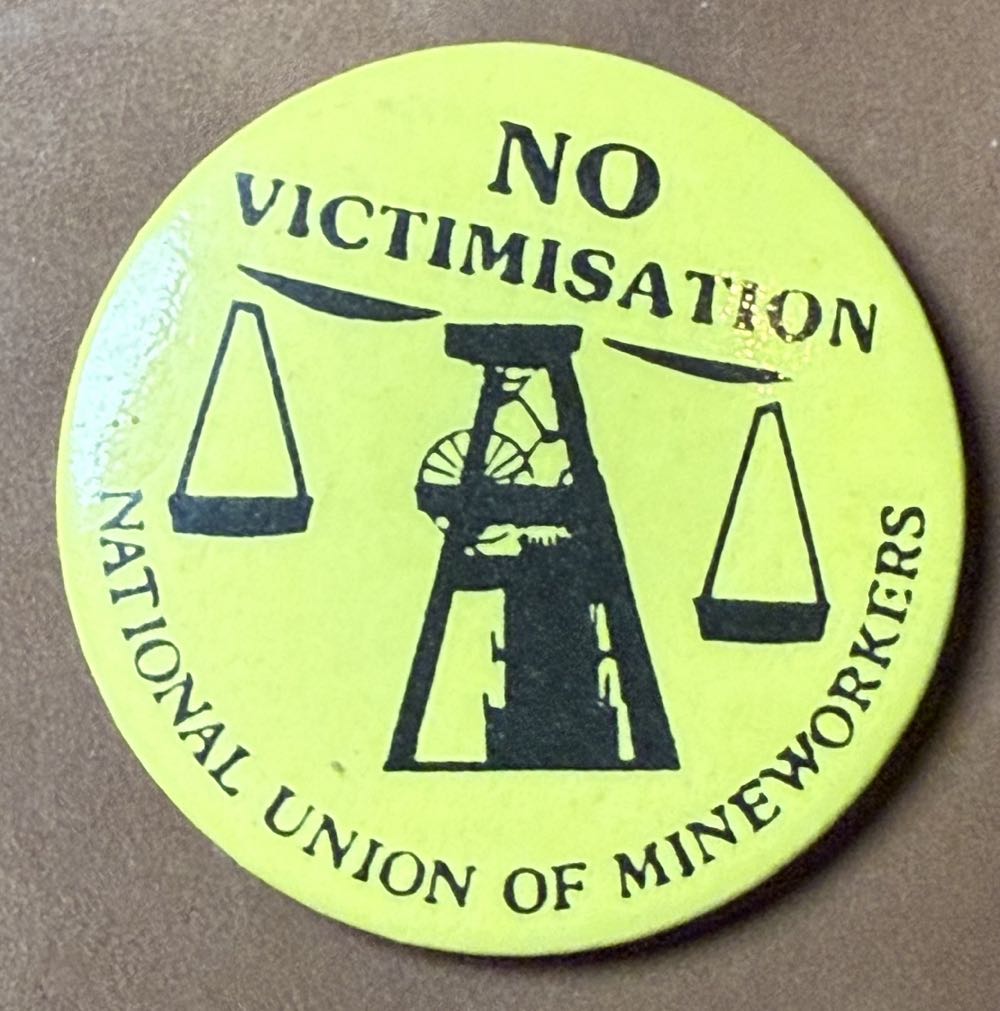 NO
VICTIMISATION
NATIONAL UNION OF MINEWORKERS